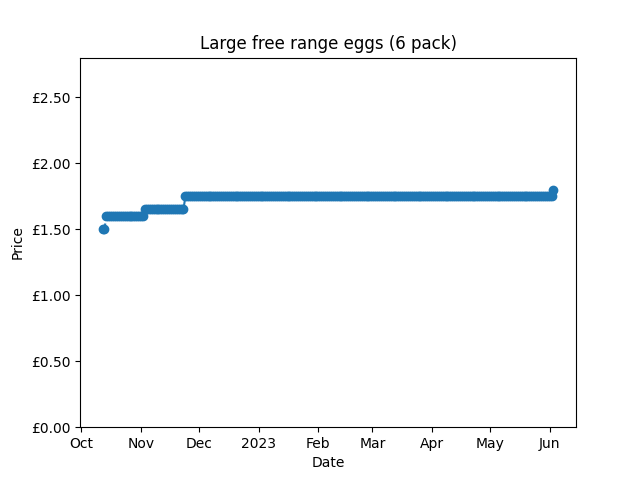 Large free range eggs (6 pack)
£2.50
£2.00
£1.50
£1.00
£0.50
£0.00
Price
Oct Nov Dec 2023 Feb Mar Apr May Jun
Date